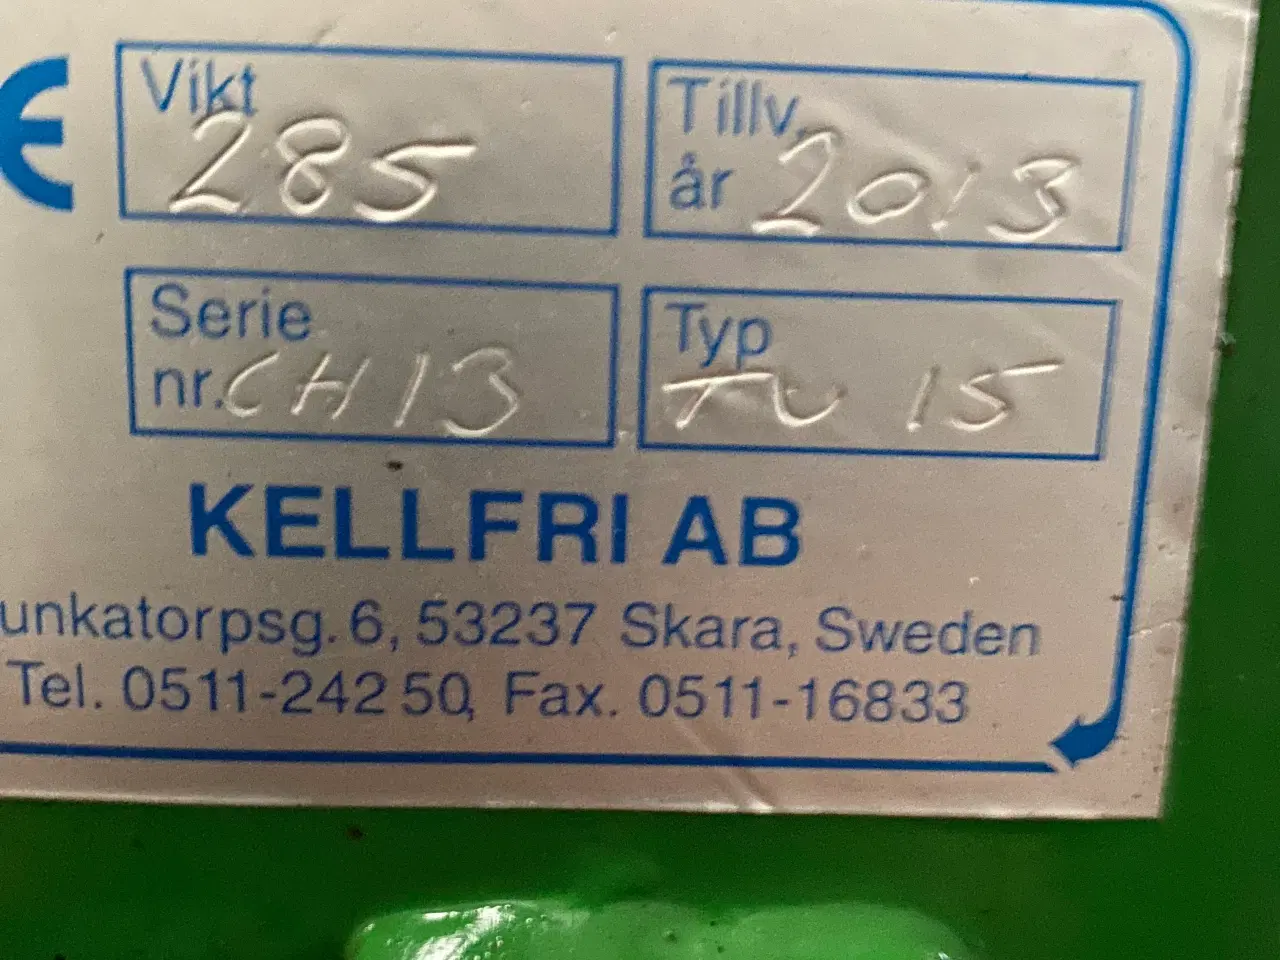 CE
Vikt
285
Tillv.
år 2013
Serie
nr. CH13
Typ
TU 15
KELLFRI AB
unkatorpsg. 6, 53237 Skara, Sweden
Tel. 0511-242 50, Fax. 0511-16833